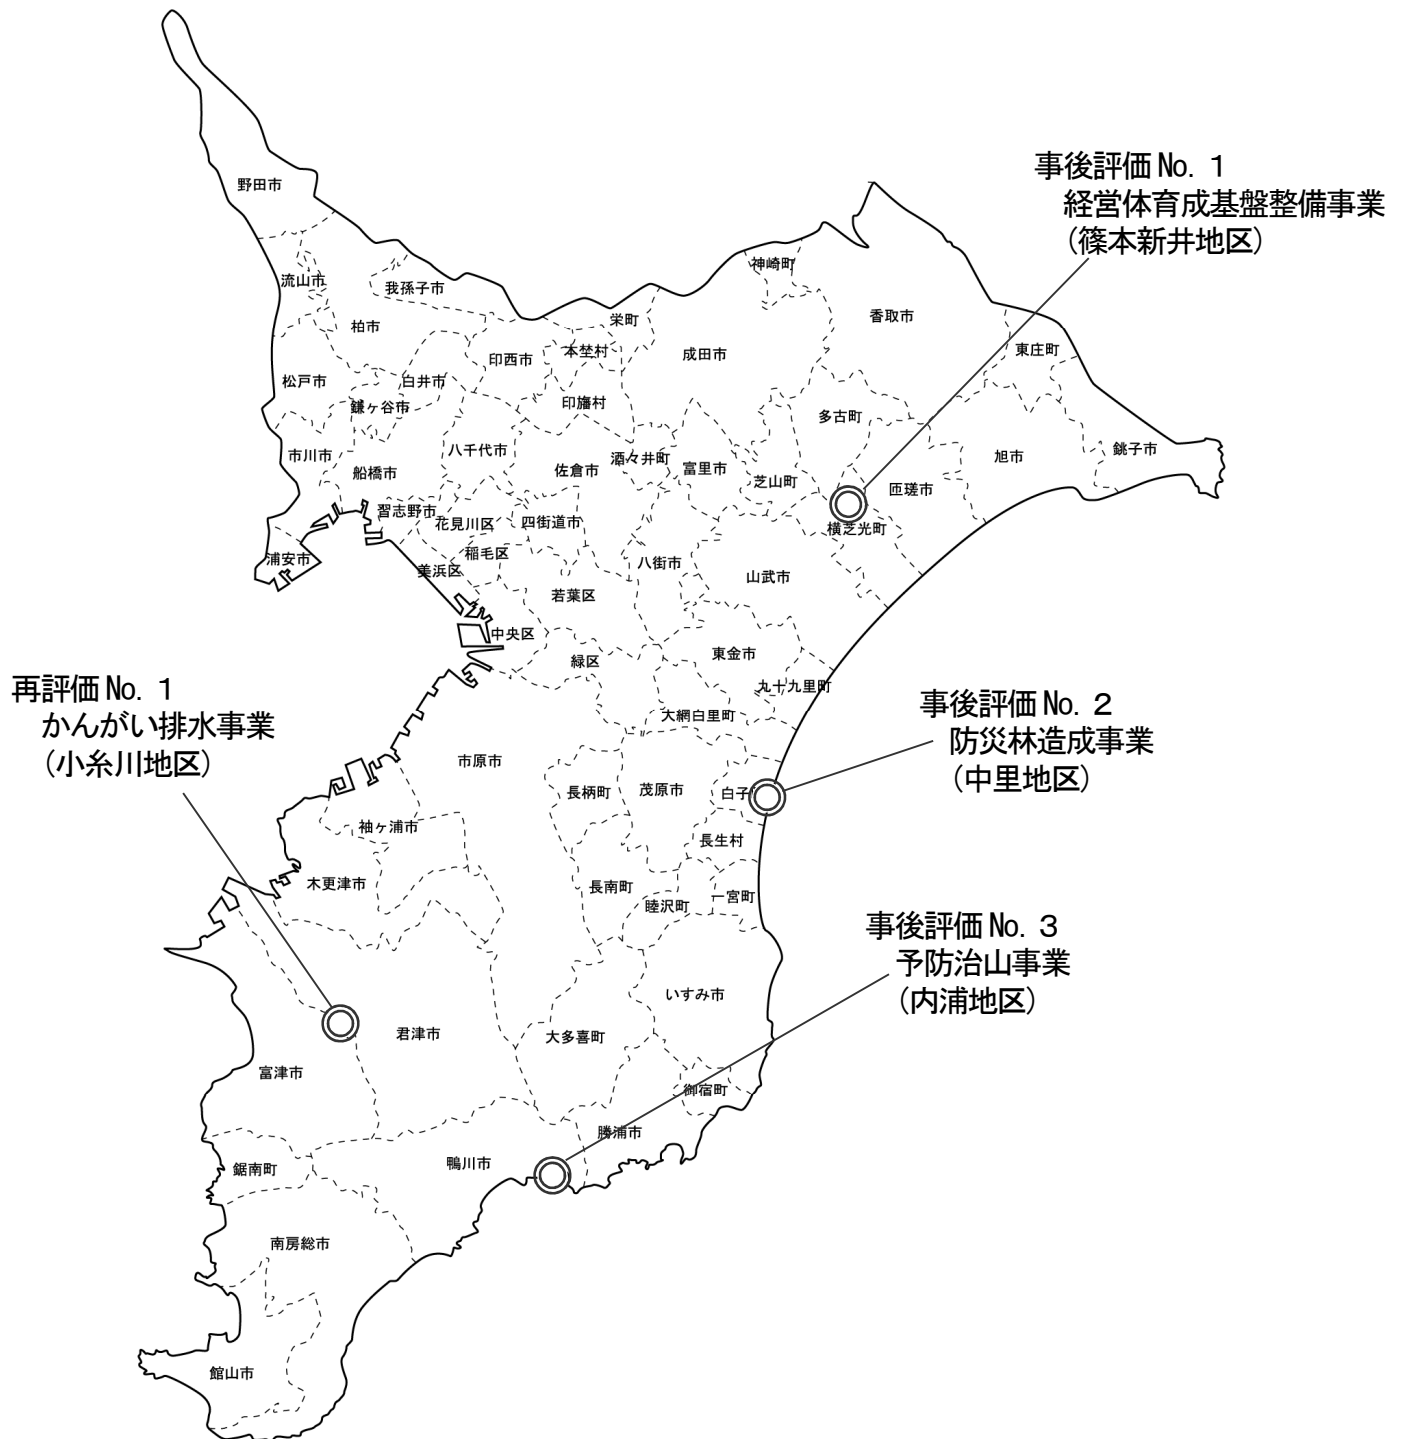 事後評価 No. 1
経営体育成基盤整備事業
(篠本新井地区)
野田市
流山市
我孫子市
神崎町
香取市
栄町
柏市
印西市
本埜村
成田市
東庄町
松戸市
白井市
鎌ヶ谷市
印旛村
多古町
市川市
船橋市
八千代市
佐倉市
酒々井町
富里市
芝山町
匝瑳市
旭市
銚子市
習志野市
花見川区
四街道市
横芝光町
浦安市
美浜区
稲毛区
八街市
山武市
若葉区
中央区
緑区
東金市
九十九里町
大網白里町
再評価 No. 1
かんがい排水事業
(小糸川地区)
事後評価 No. 2
防災林造成事業
(中里地区)
市原市
長柄町
茂原市
白子
袖ヶ浦市
長生村
木更津市
長南町
睦沢町
一宮町
事後評価 No. 3
予防治山事業
(内浦地区)
いすみ市
君津市
大多喜町
富津市
御宿町
勝浦市
鋸南町
鴨川市
南房総市
館山市